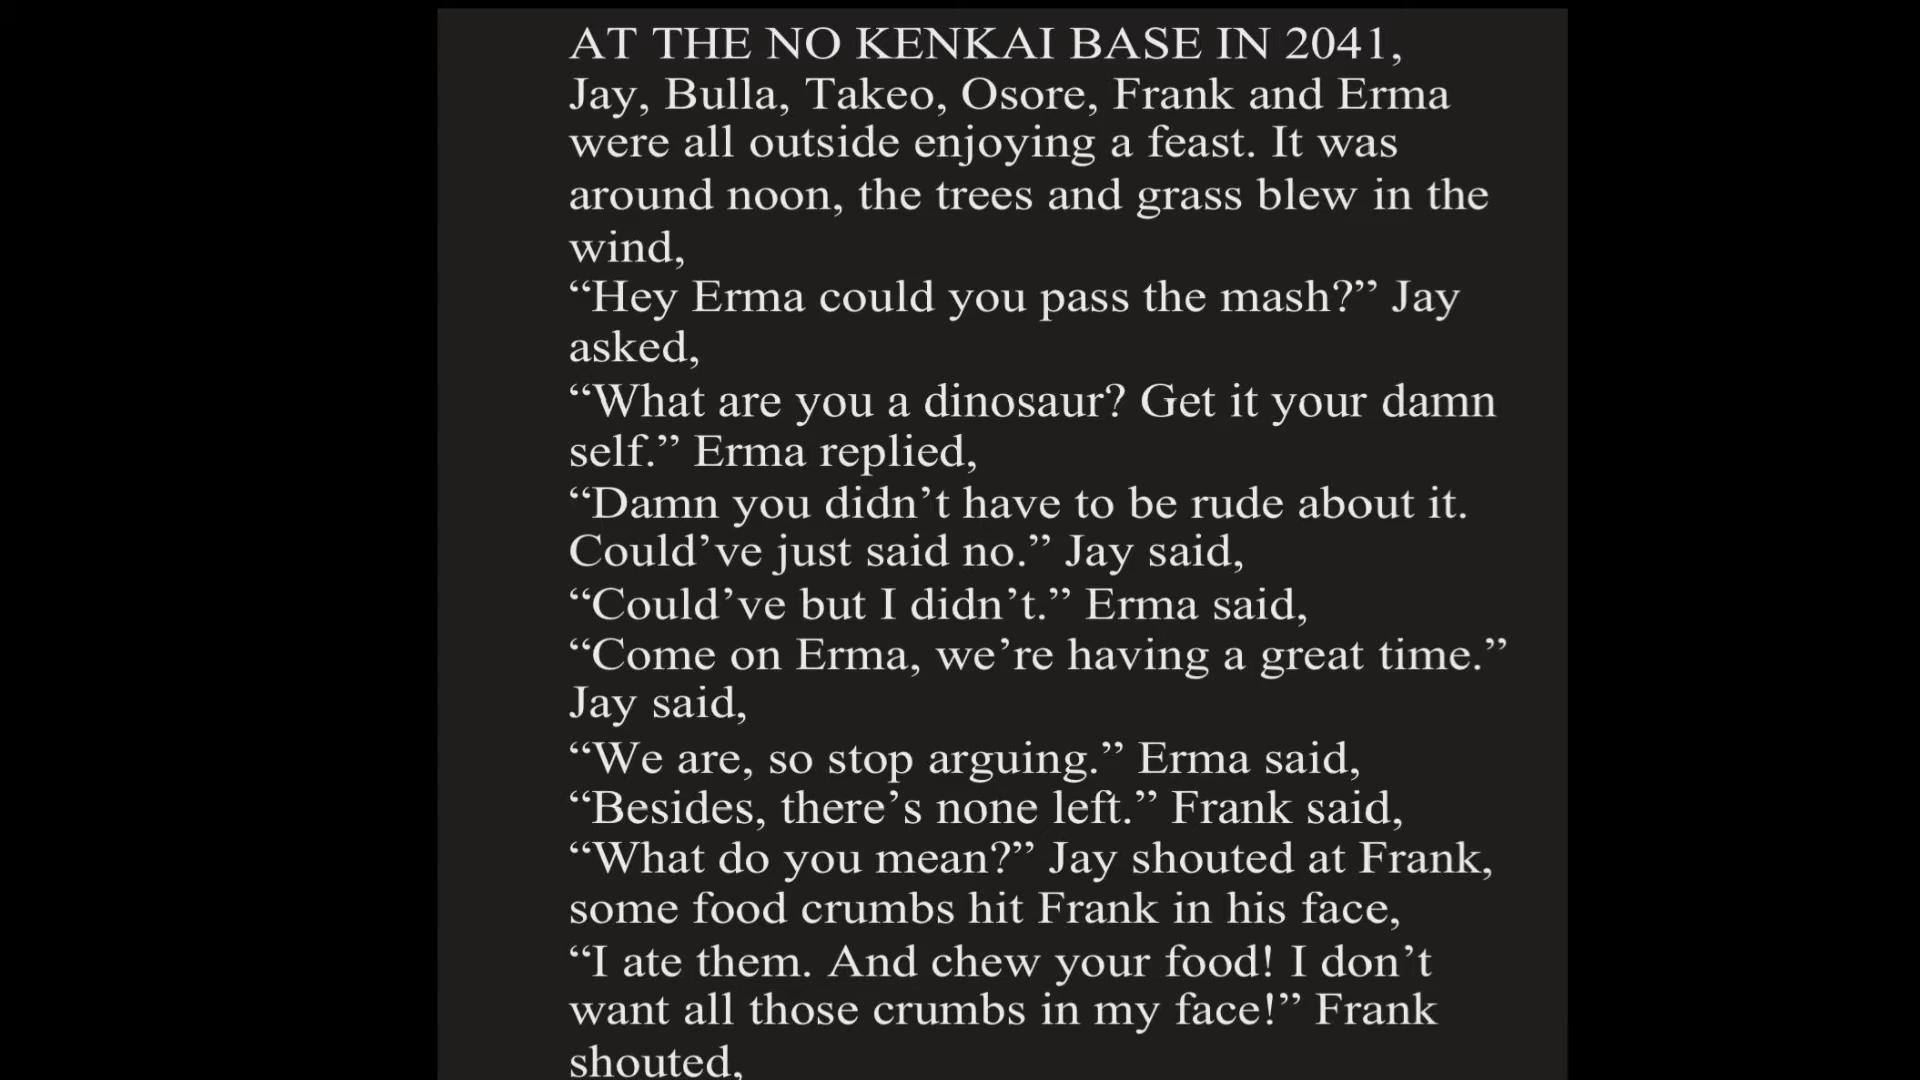 AT THE NO KENKAI BASE IN 2041,
Jay, Bulla, Takeo, Osore, Frank and Erma
were all outside enjoying a feast. It was
around noon, the trees and grass blew in the
wind,
“Hey Erma could you pass the mash?” Jay
asked,
“What are you a dinosaur? Get it your damn
self.” Erma replied,
“Damn you didn’t have to be rude about it.
Could’ve just said no.” Jay said,
“Could’ve but I didn’t.” Erma said,
“Come on Erma, we’re having a great time.”
Jay said,
“We are, so stop arguing.” Erma said,
“Besides, there’s none left.” Frank said,
“What do you mean?” Jay shouted at Frank,
some food crumbs hit Frank in his face,
“I ate them. And chew your food! I don’t
want all those crumbs in my face!” Frank
shouted,